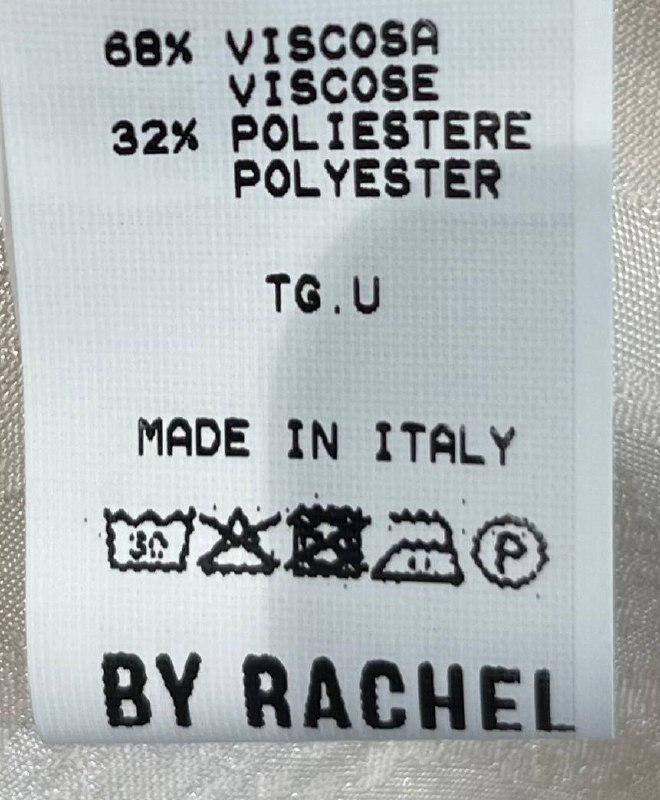 68% VISCOSA
VISCOSE
32% POLIESTERE
POLYESTER
TG.U
MADE IN ITALY
30 P
BY RACHEL